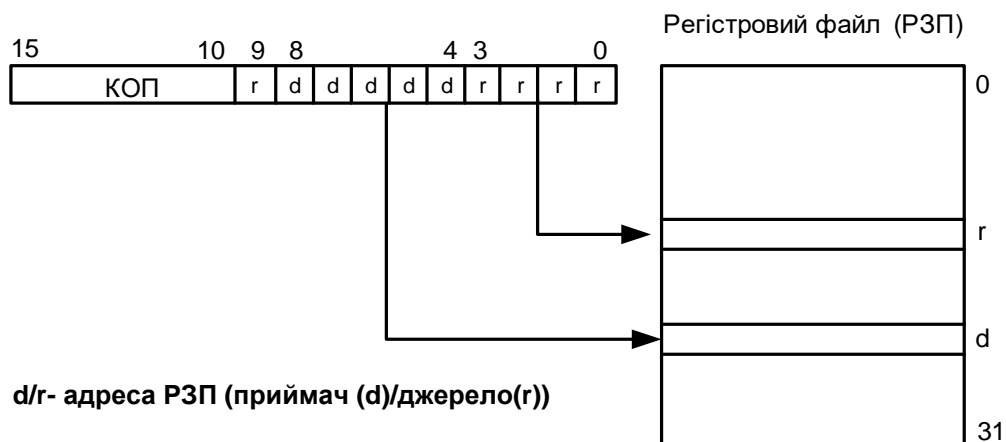 Регістровий файл (РЗП)
15 10 9 8 4 3 0
КОП r d d d d d r r r r
0
r
d
31
d/r- адреса РЗП (приймач (d)/джерело(r))